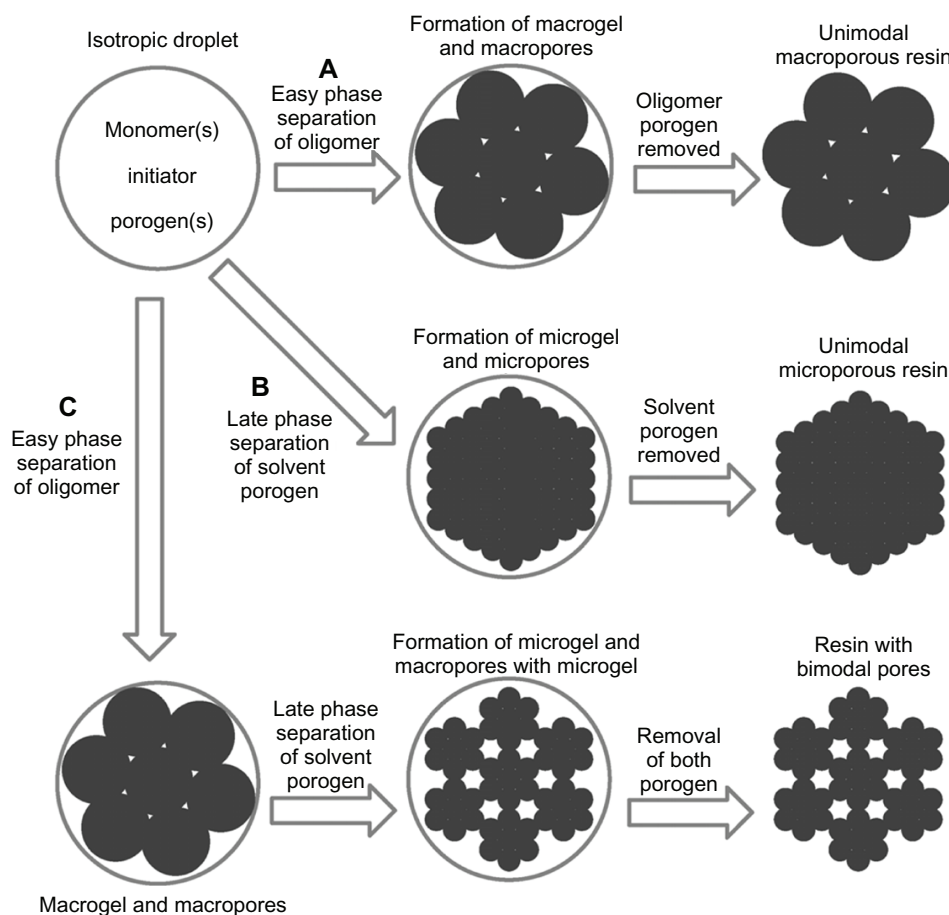 Isotropic droplet
Monomer(s)
initiator
porogen(s)
A
Easy phase
separation
of oligomer
Formation of macrogel
and macropores
Oligomer
porogen
removed
Unimodal
macroporous resin
B
Late phase
separation
of solvent
porogen
Formation of microgel
and micropores
Solvent
porogen
removed
Unimodal
microporous resin
C
Easy phase
separation
of oligomer
Macrogel and macropores
Late phase
separation
of solvent
porogen
Formation of microgel and
macropores with microgel
Removal
of both
porogen
Resin with
bimodal pores